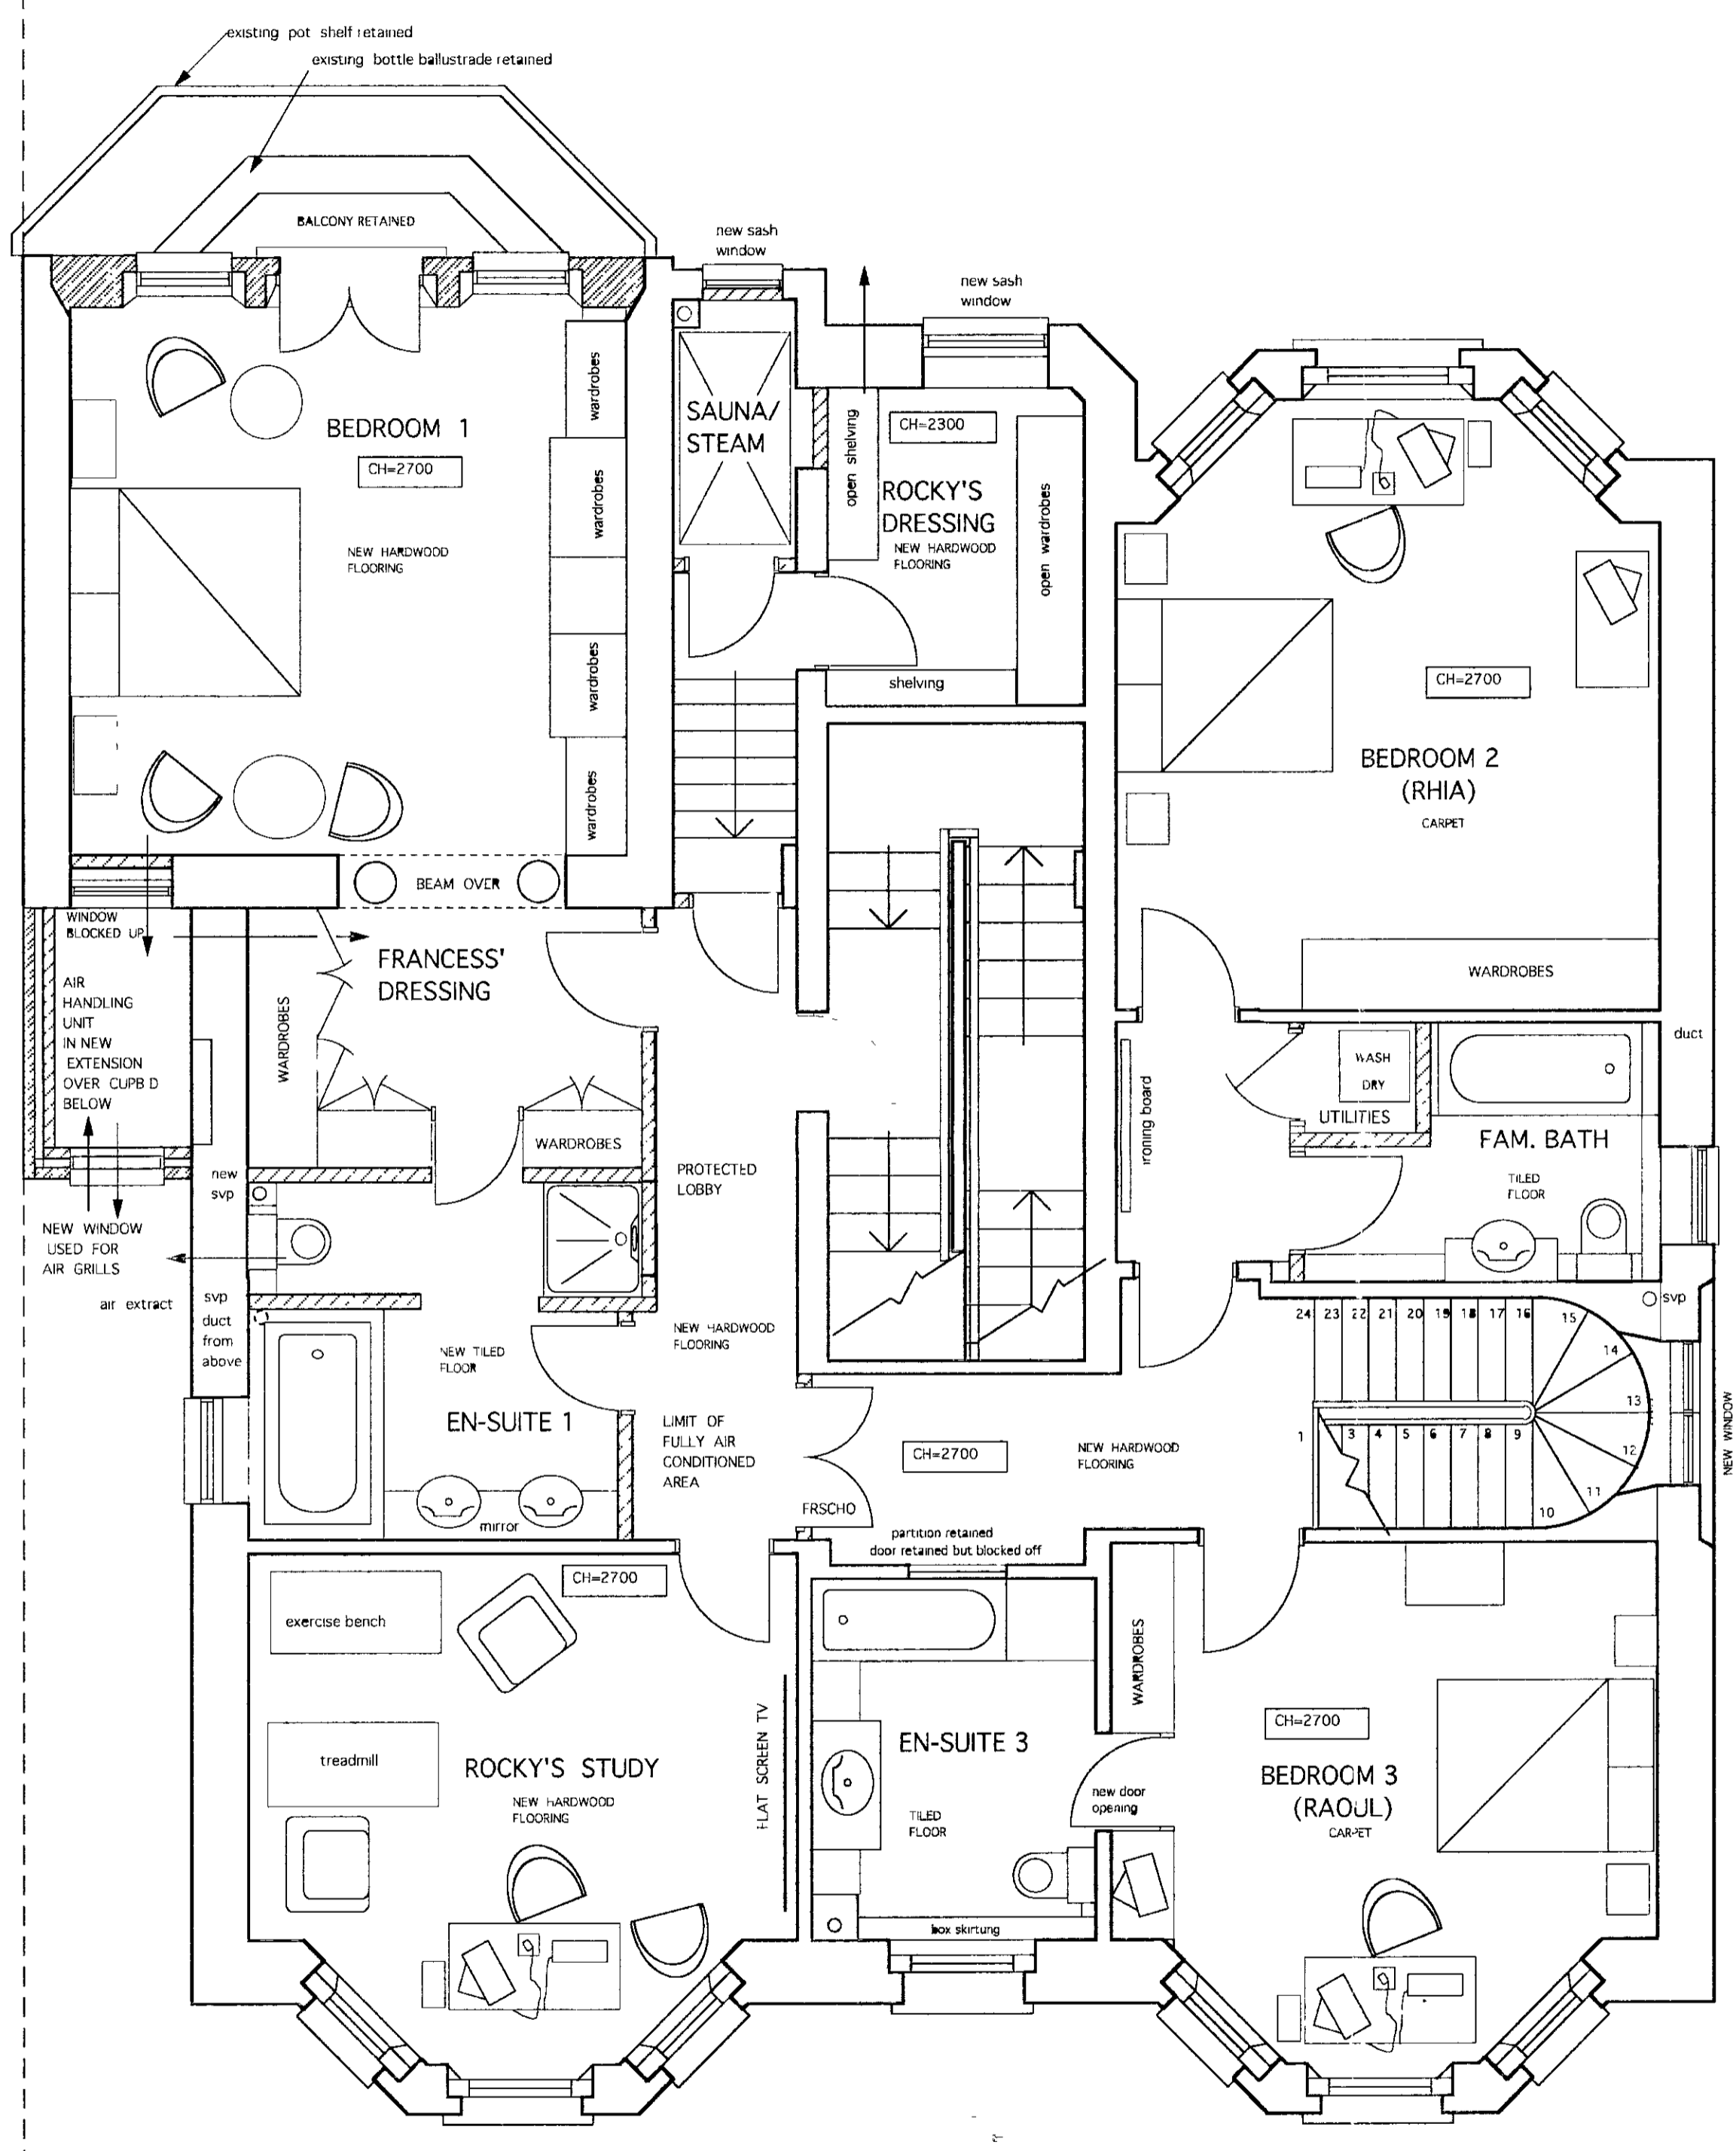 existing pot shelf retained
existing bottle ballustrade retained
BALCONY RETAINED
new sash
window
new sash
window
BEDROOM 1
CH=2700
NEW HARDWOOD
FLOORING
wardrobes
wardrobes
wardrobes
wardrobes
SAUNA/
STEAM
open shelving
CH=2300
ROCKY'S
DRESSING
NEW HARDWOOD
FLOORING
open wardrobes
shelving
CH=2700
BEDROOM 2
(RHIA)
CARPET
WARDROBES
BEAM OVER
WINDOW
BLOCKED UP
AIR
HANDLING
UNIT
IN NEW
EXTENSION
OVER CUPB D
BELOW
NEW WINDOW
USED FOR
AIR GRILLS
air extract
FRANCESS'
DRESSING
WARDROBES
WARDROBES
new
svp
svp
duct
from
above
PROTECTED
LOBBY
NEW HARDWOOD
FLOORING
NEW TILED
FLOOR
EN-SUITE 1
mirror
LIMIT OF
FULLY AIR
CONDITIONED
AREA
FRSCHO
ironing board
WASH
DRY
UTILITIES
duct
FAM. BATH
TILED
FLOOR
svp
24 23 22 21 20 19 18 17 16 15
14
13
12
11
10
1 3 4 5 6 7 8 9
NEW WINDOW
CH=2700
NEW HARDWOOD
FLOORING
partition retained
door retained but blocked off
CH=2700
exercise bench
treadmill
ROCKY'S STUDY
NEW HARDWOOD
FLOORING
FLAT SCREEN TV
EN-SUITE 3
TILED
FLOOR
box skirtung
WARDROBES
new door
opening
CH=2700
BEDROOM 3
(RAOUL)
CARPET